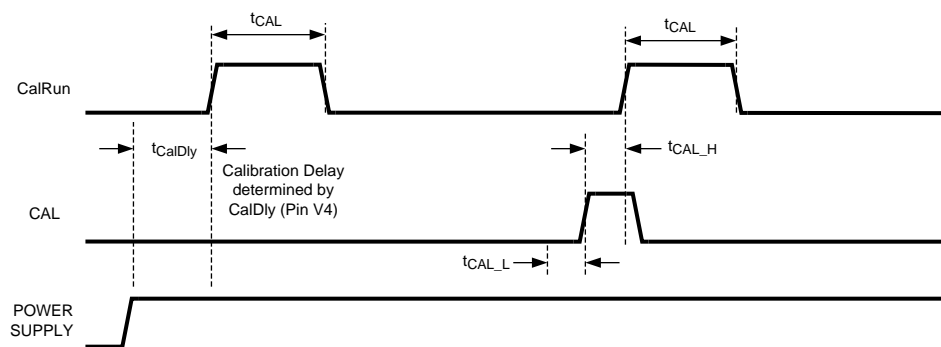 tCAL
tCAL
CalRun
tCalDly
tCAL_H
Calibration Delay
determined by
CalDly (Pin V4)
CAL
tCAL_L
POWER
SUPPLY